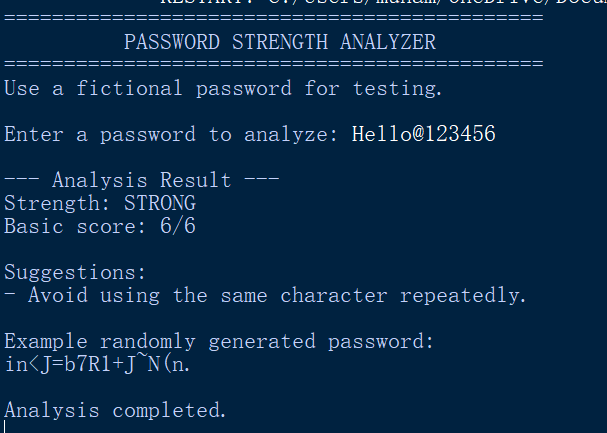 ==============================================
PASSWORD STRENGTH ANALYZER
==============================================
Use a fictional password for testing.
Enter a password to analyze: Hello@123456
--- Analysis Result ---
Strength: STRONG
Basic score: 6/6
Suggestions:
- Avoid using the same character repeatedly.
Example randomly generated password:
in<J=b7R1+J~N(n.
Analysis completed.